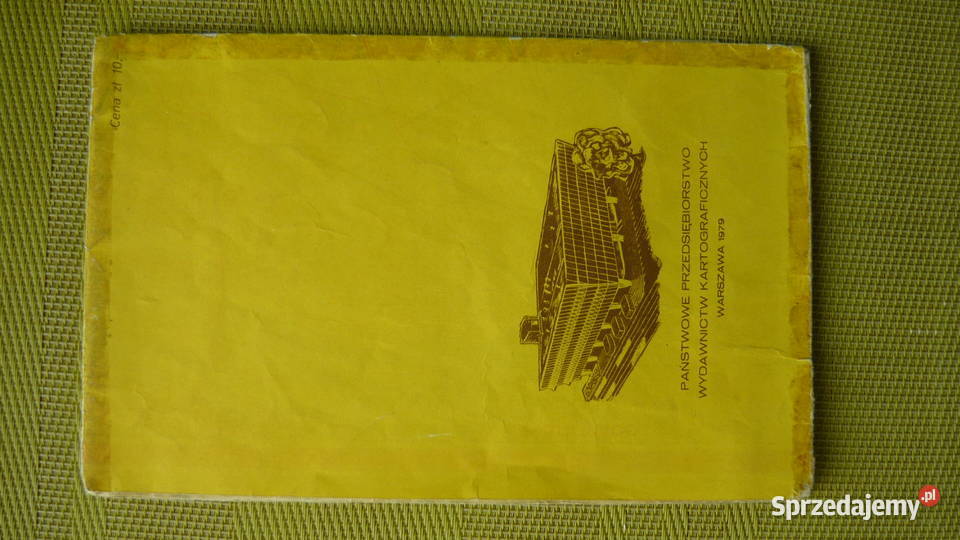 Cena zł 10.
PAŃSTWOWE PRZEDSIĘBIORSTWO
WYDAWNICTW KARTOGRAFICZNYCH
WARSZAWA 1979
Sprzedajemy.pl